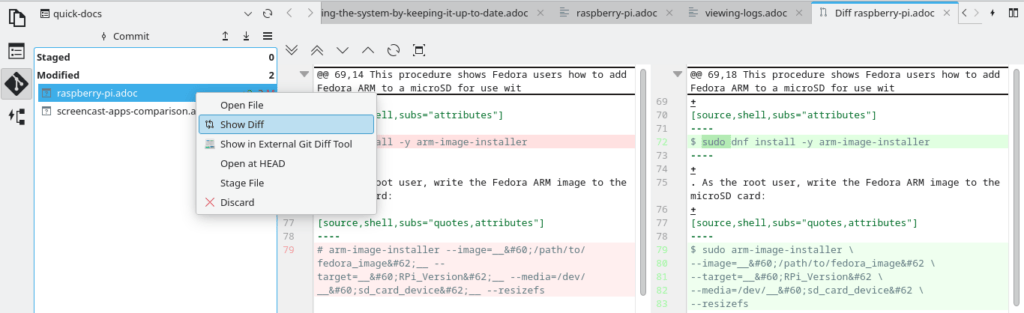 quick-docs
ing-the-system-by-keeping-it-up-to-date.adoc
raspberry-pi.adoc
viewing-logs.adoc
Diff raspberry-pi.adoc
Commit
Staged 0
Modified 2
raspberry-pi.adoc
screencast-apps-comparison.a
Open File
Show Diff
Show in External Git Diff Tool
Open at HEAD
Stage File
Discard
@@ 69,14 This procedure shows Fedora users how to add
Fedora ARM to a microSD for use wit
ell,subs="attributes"]
all -y arm-image-installer
root user, write the Fedora ARM image to the
rd:
77 [source,shell,subs="quotes,attributes"]
78 ----
79 # arm-image-installer --image=__&#60;/path/to/
fedora_image&#62;__ --
target=__&#60;RPi_Version&#62;__ --media=/dev/
__&#60;sd_card_device&#62;__ --resizefs
@@ 69,18 This procedure shows Fedora users how to add
Fedora ARM to a microSD for use wit
69 +
70 [source,shell,subs="attributes"]
71 ----
72 $ sudo dnf install -y arm-image-installer
73 ----
74 +
75 . As the root user, write the Fedora ARM image to the
microSD card:
76 +
77 [source,shell,subs="quotes,attributes"]
78 ----
79 $ sudo arm-image-installer \
80 --image=__&#60;/path/to/fedora_image&#62 \
81 --target=__&#60;RPi_Version&#62 \
82 --media=/dev/__&#60;sd_card_device&#62 \
83 --resizefs